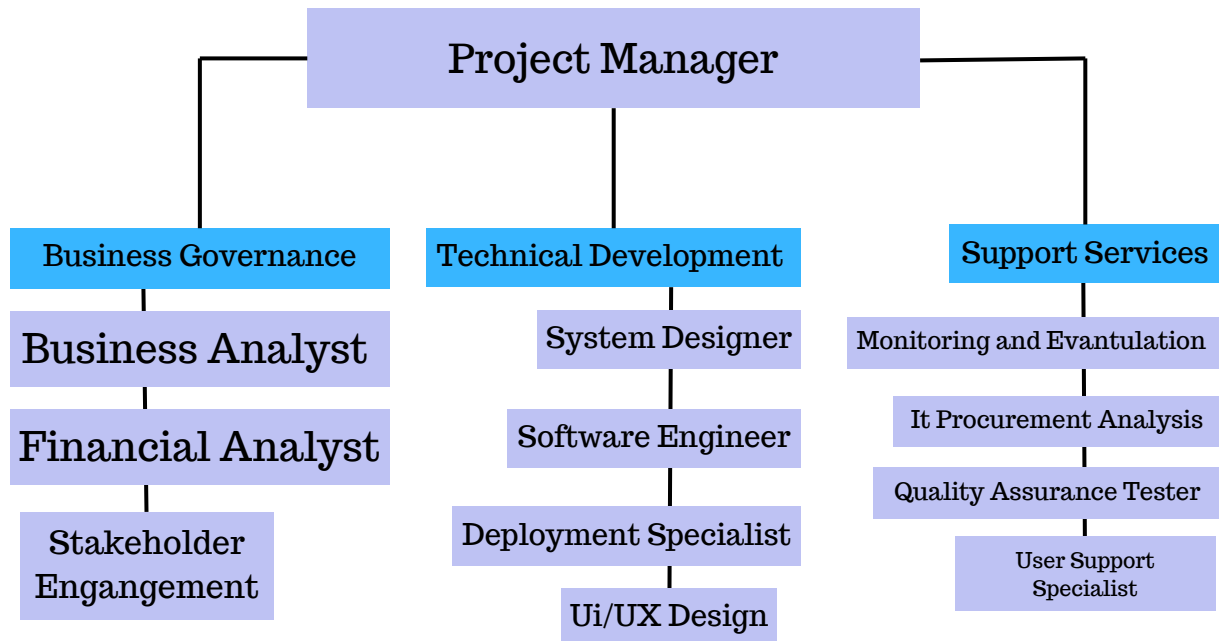 Project Manager
Business Governance
Business Analyst
Financial Analyst
Stakeholder
Engangement
Technical Development
System Designer
Software Engineer
Deployment Specialist
Ui/UX Design
Support Services
Monitoring and Evantulation
It Procurement Analysis
Quality Assurance Tester
User Support
Specialist